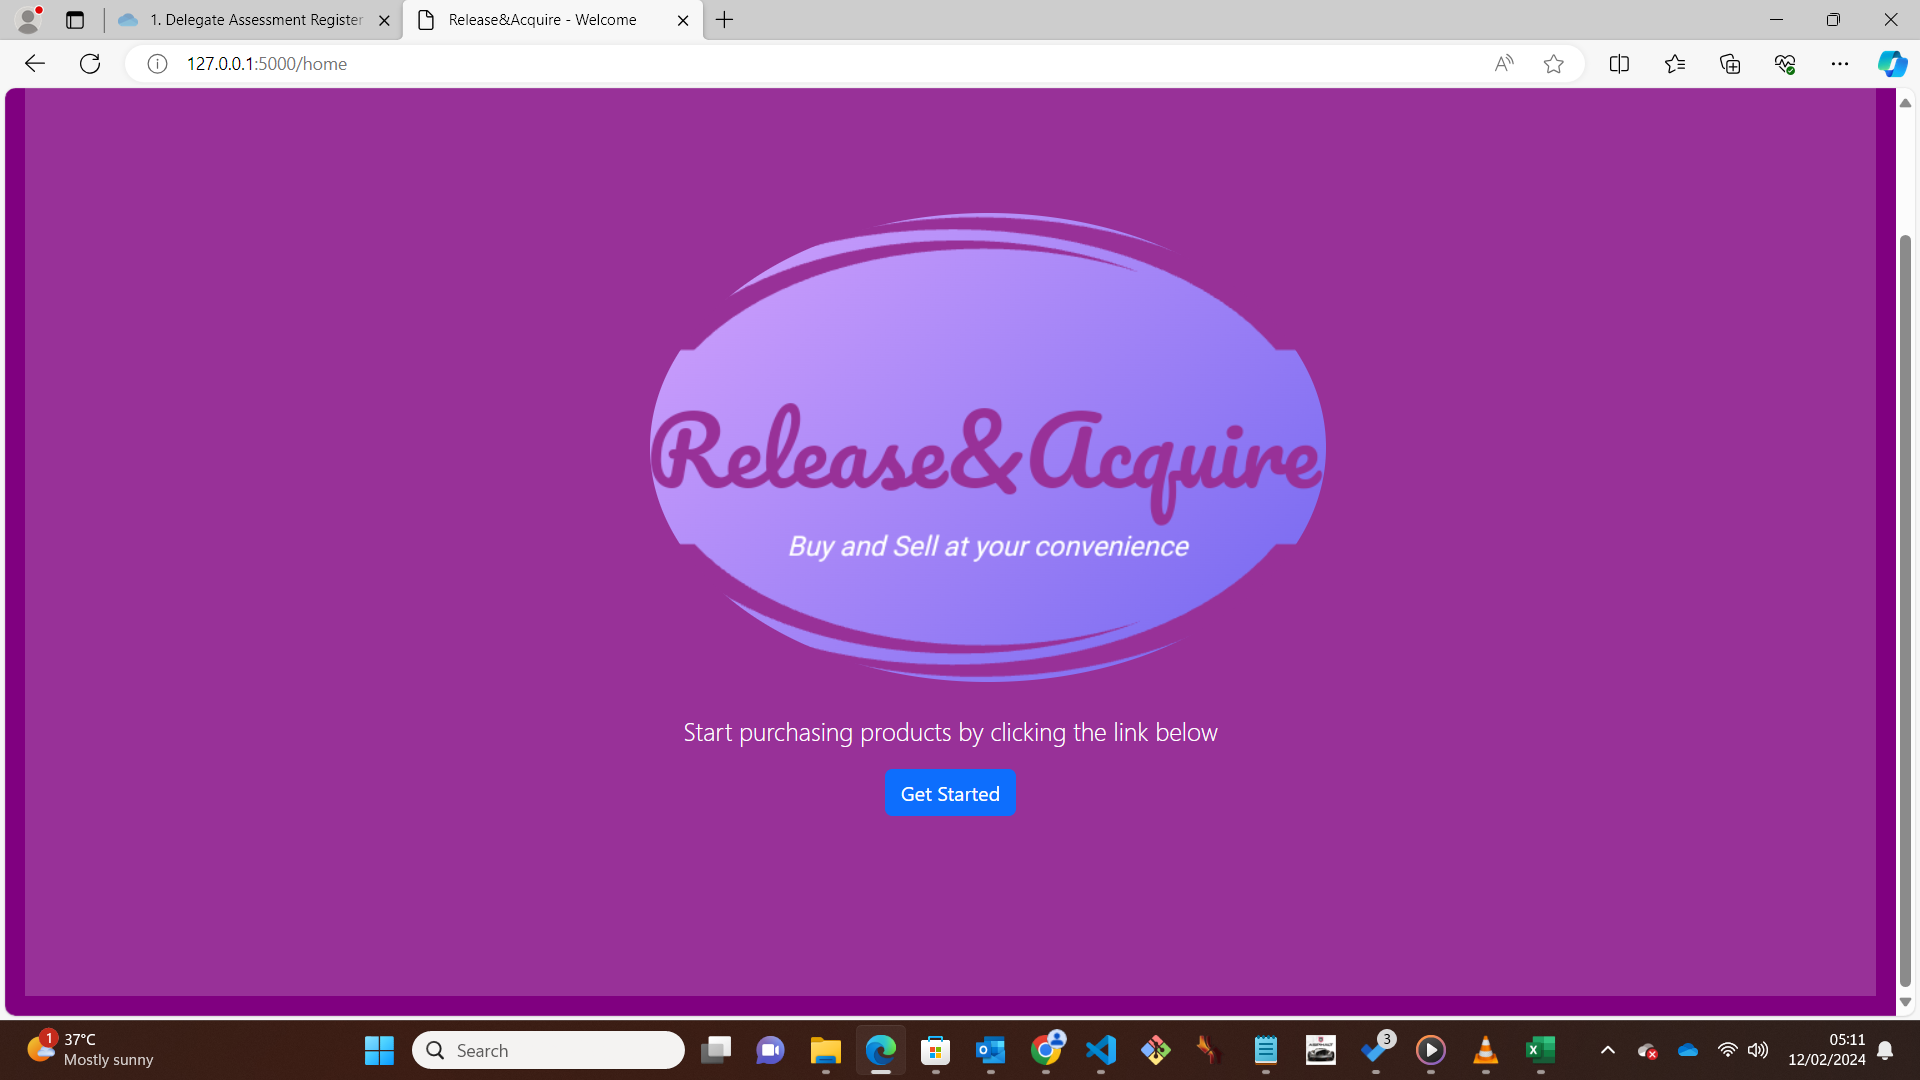 1. Delegate Assessment Register
Release&Acquire - Welcome
127.0.0.1:5000/home
Release&Acquire
Buy and Sell at your convenience
Start purchasing products by clicking the link below
Get Started
1
37°C
Mostly sunny
Search
3
05:11
12/02/2024